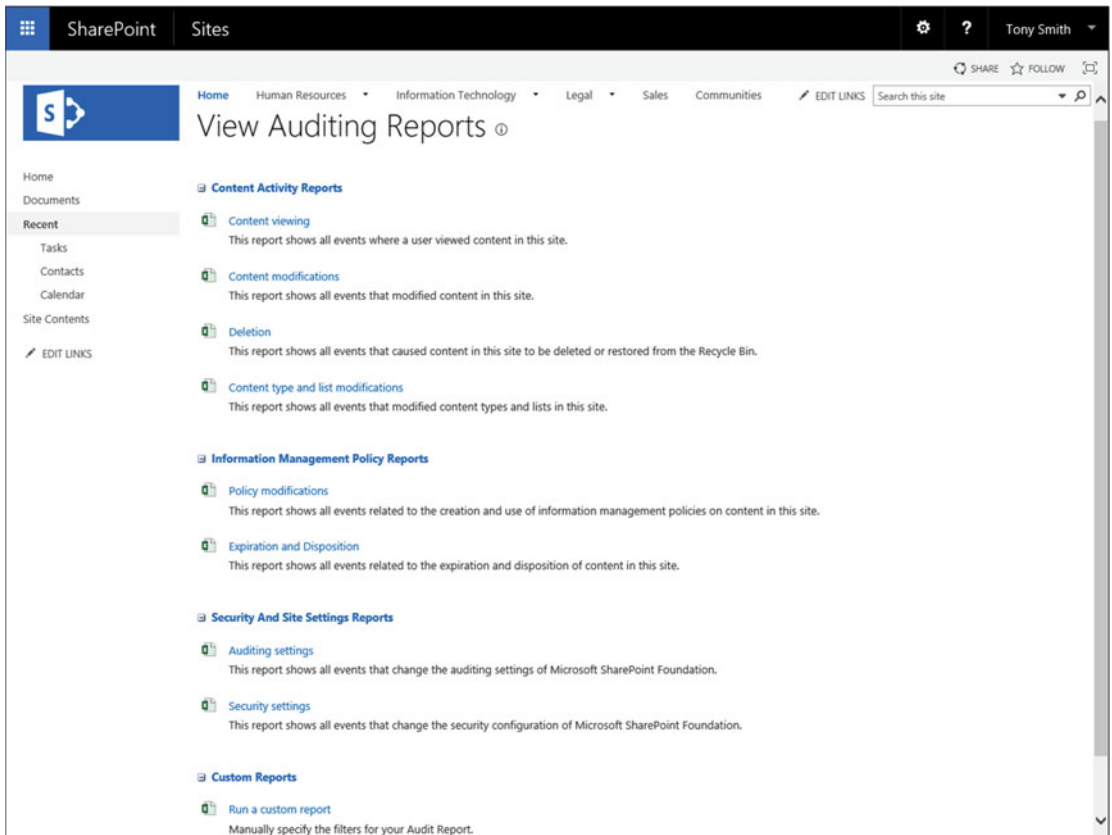 SharePoint Sites ? Tony Smith
SHARE FOLLOW
S
Home Human Resources Information Technology Legal Sales Communities EDIT LINKS Search this site
View Auditing Reports
Home
Documents
Recent
Tasks
Contacts
Calendar
Site Contents
EDIT LINKS
Content Activity Reports
Content viewing
This report shows all events where a user viewed content in this site.
Content modifications
This report shows all events that modified content in this site.
Deletion
This report shows all events that caused content in this site to be deleted or restored from the Recycle Bin.
Content type and list modifications
This report shows all events that modified content types and lists in this site.
Information Management Policy Reports
Policy modifications
This report shows all events related to the creation and use of information management policies on content in this site.
Expiration and Disposition
This report shows all events related to the expiration and disposition of content in this site.
Security And Site Settings Reports
Auditing settings
This report shows all events that change the auditing settings of Microsoft SharePoint Foundation.
Security settings
This report shows all events that change the security configuration of Microsoft SharePoint Foundation.
Custom Reports
Run a custom report
Manually specify the filters for your Audit Report.